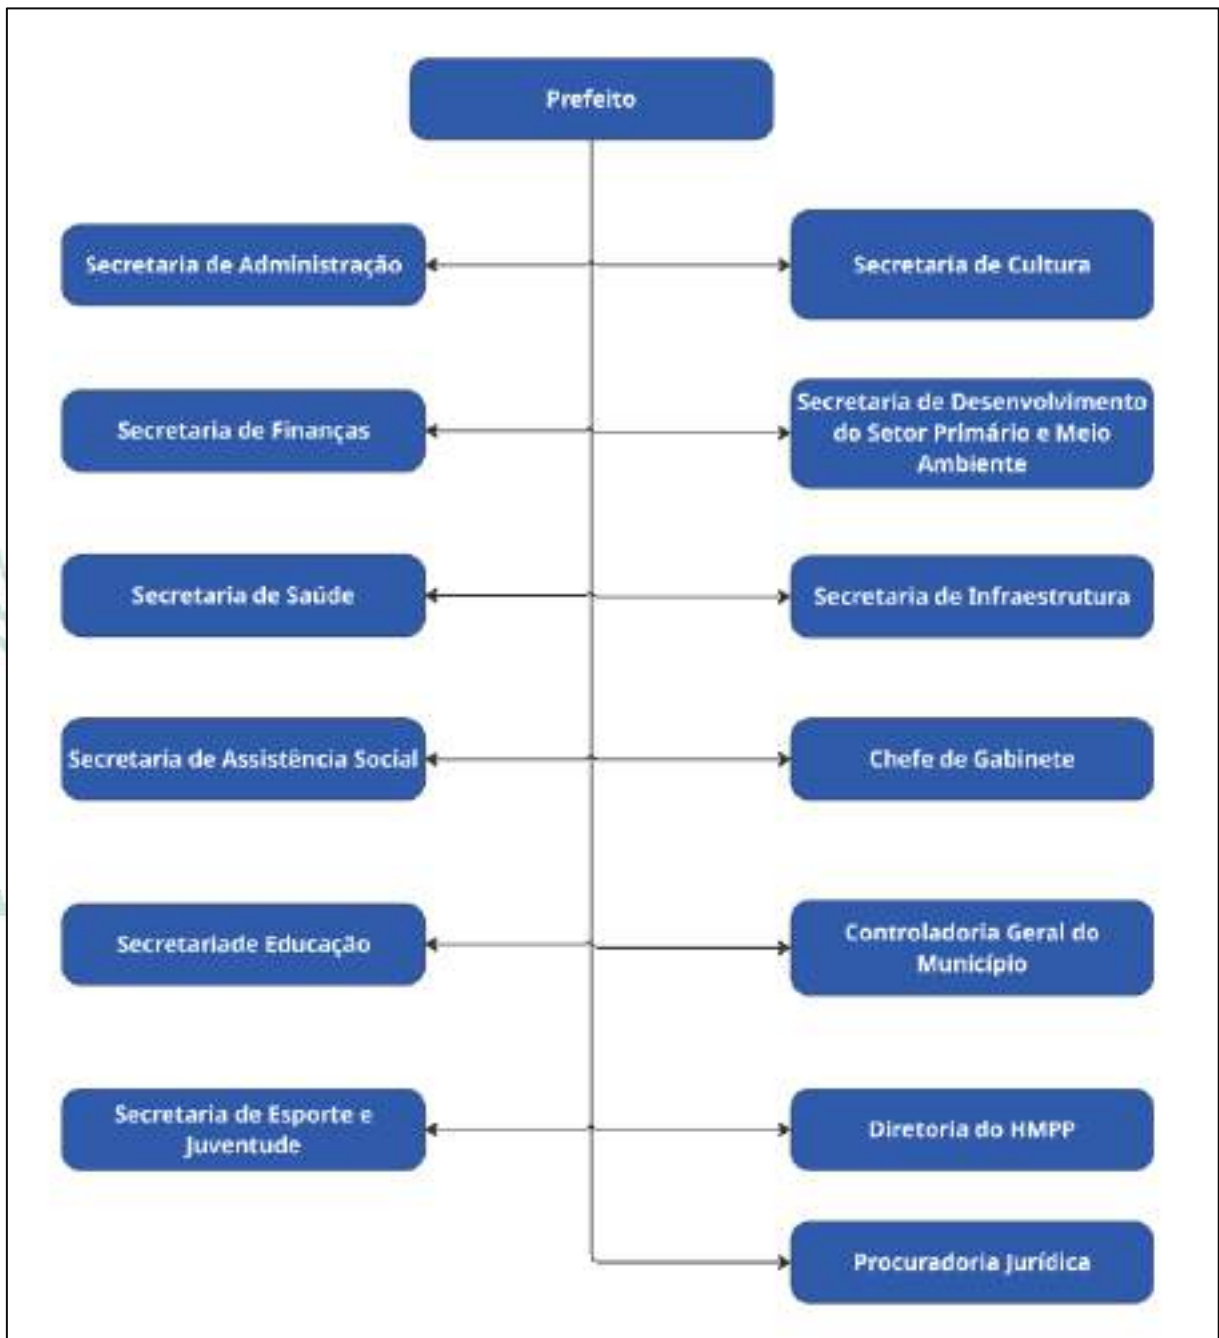 Prefeito
Secretaria de Administração
Secretaria de Cultura
Secretaria de Finanças
Secretaria de Desenvolvimento
do Setor Primário e Meio
Ambiente
Secretaria de Saúde
Secretaria de Infraestrutura
Secretaria de Assistência Social
Chefe de Gabinete
Secretariade Educação
Controladoria Geral do
Município
Secretaria de Esporte e
Juventude
Diretoria do HMPP
Procuradoria Jurídica